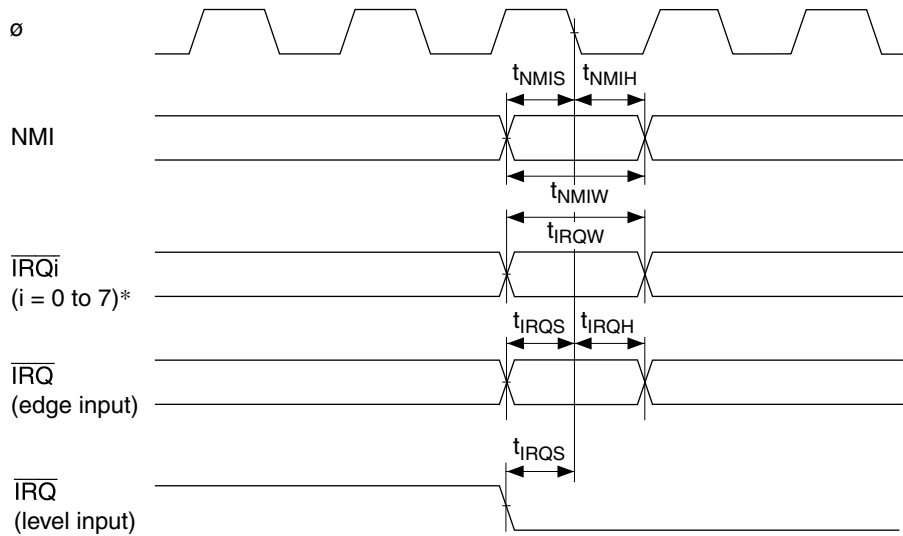 ø
tNMIS tNMIH
NMI
tNMIW
tIRQW
IRQi
(i = 0 to 7)*
tIRQS tIRQH
IRQ
(edge input)
tIRQS
IRQ
(level input)